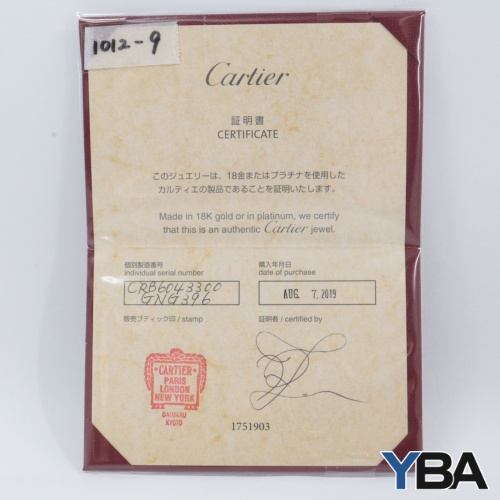 1012-9
Cartier
証明書
CERTIFICATE
このジュエリーは、18金またはプラチナを使用した
カルティエの製品であることを証明いたします。
Made in 18K gold or in platinum, we certify
that this is an authentic Cartier jewel.
個別製造番号
individual serial number
CRB6043300
GNG396
購入年月日
date of purchase
AUG 7.2019
販売ブティック印 / stamp
証明者 / certified by
CARTIER
PARIS
LONDON
NEW YORK
DAIMARU
KYOTO
1751903
YBA